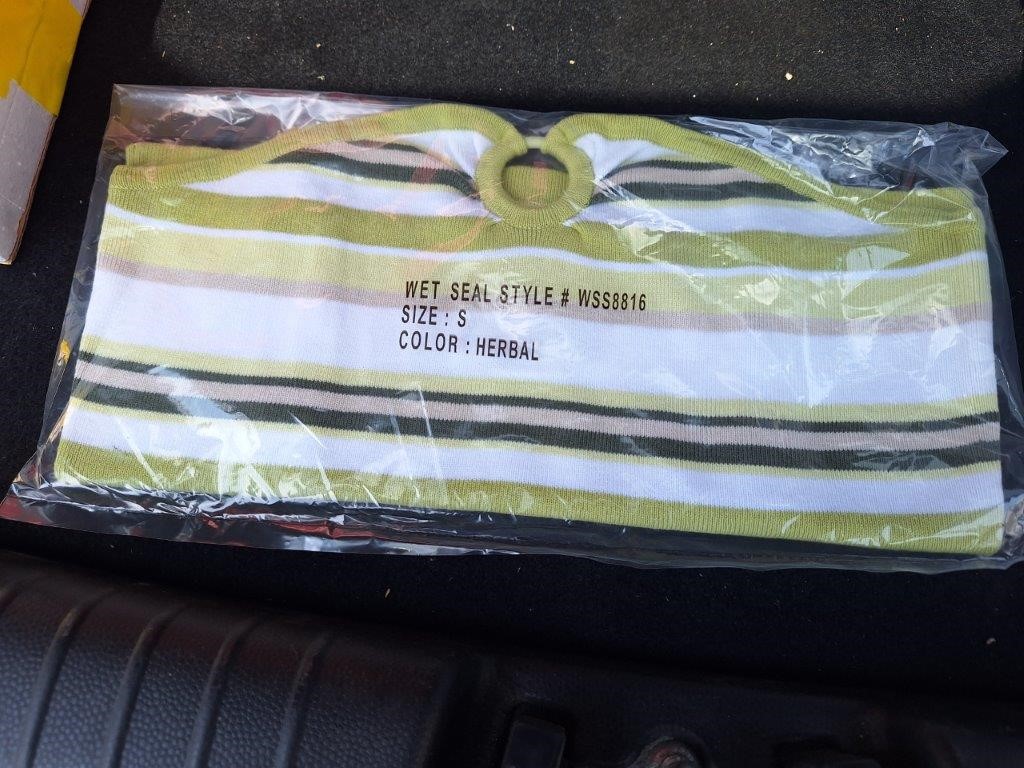 WET SEAL STYLE # WSS8816
SIZE : S
COLOR : HERBAL